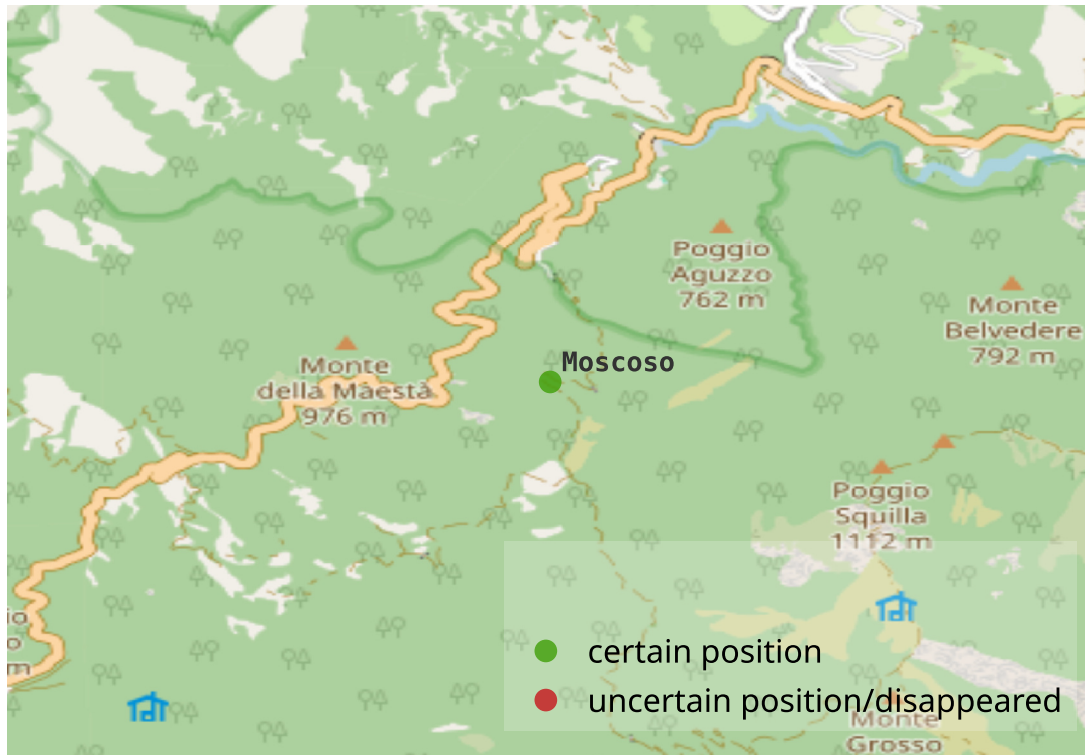 Poggio
Aguzzo
762 m
Monte
Belvedere
792 m
Moscoso
Monte
della Maestà
976 m
Poggio
Squilla
1112 m
io
o
m
certain position
uncertain position/disappeared
Monte
Grosso